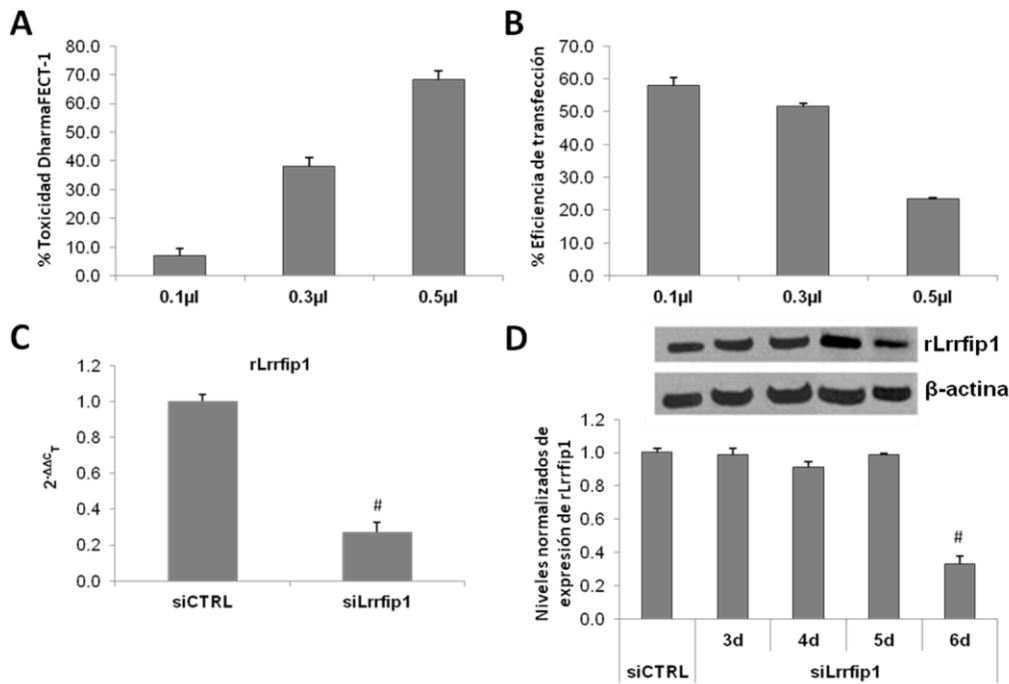 A
% Toxicidad DharmaFECT-1
80.0
70.0
60.0
50.0
40.0
30.0
20.0
10.0
0.0
0.1µl 0.3µl 0.5µl
B
% Eficiencia de transfección
70.0
60.0
50.0
40.0
30.0
20.0
10.0
0.0
0.1µl 0.3µl 0.5µl
C
rLrrfip1
2-ΔΔCT
1.2
1.0
0.8
0.6
0.4
0.2
0.0
#
siCTRL siLrrfip1
D
rLrrfip1
β-actina
Niveles normalizados de
expresión de rLrrfip1
1.2
1.0
0.8
0.6
0.4
0.2
0.0
#
3d 4d 5d 6d
siCTRL siLrrfip1